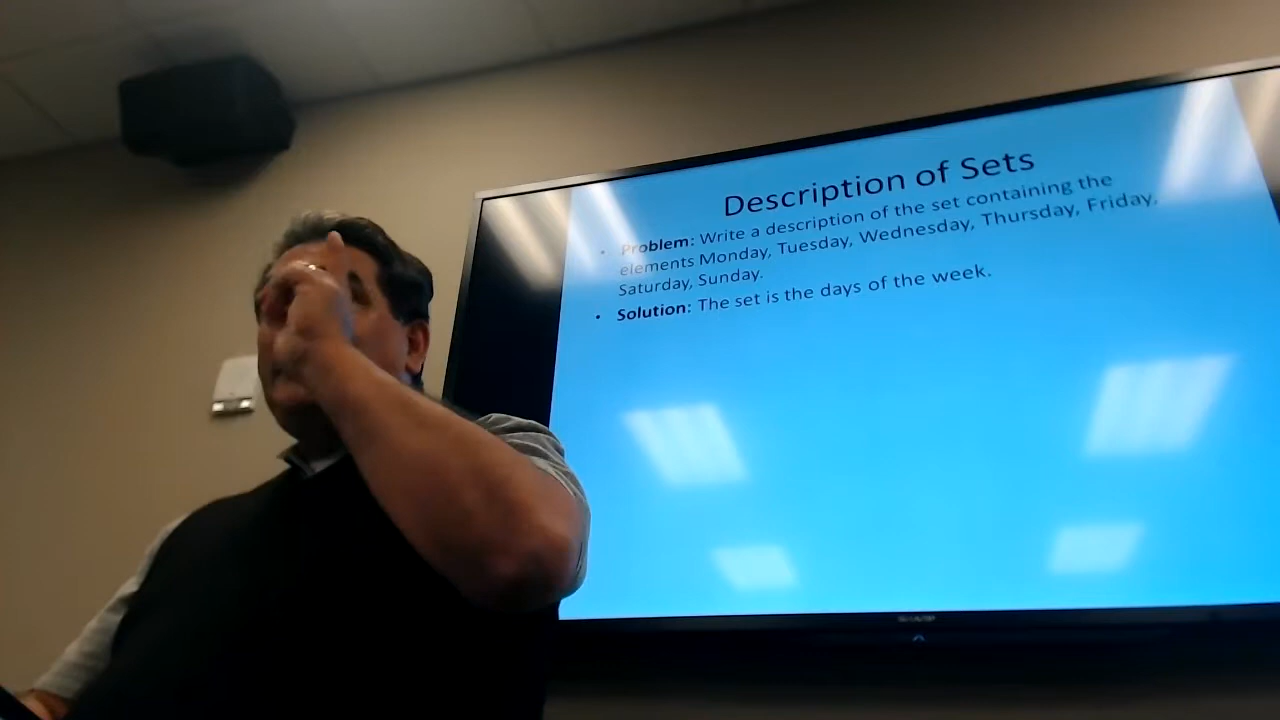 Description of Sets
• Problem: Write a description of the set containing the
elements Monday, Tuesday, Wednesday, Thursday, Friday,
Saturday, Sunday.
• Solution: The set is the days of the week.
SHARP